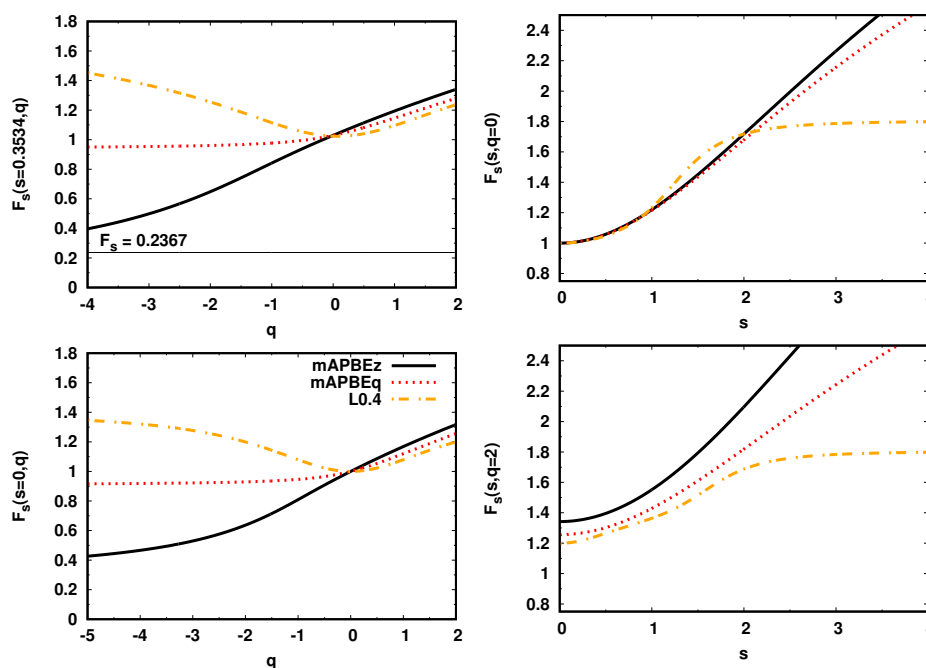 F_s(s=0.3534,q)
1.8
1.6
1.4
1.2
1
0.8
0.6
0.4
0.2
0
F_s = 0.2367
-4 -3 -2 -1 0 1 2
q
F_s(s,q=0)
2.4
2.2
2
1.8
1.6
1.4
1.2
1
0.8
0 1 2 3 4
s
F_s(s=0,q)
1.8
1.6
1.4
1.2
1
0.8
0.6
0.4
0.2
0
mAPBEz
mAPBEq
L0.4
-5 -4 -3 -2 -1 0 1 2
q
F_s(s,q=2)
2.4
2.2
2
1.8
1.6
1.4
1.2
1
0.8
0 1 2 3 4
s